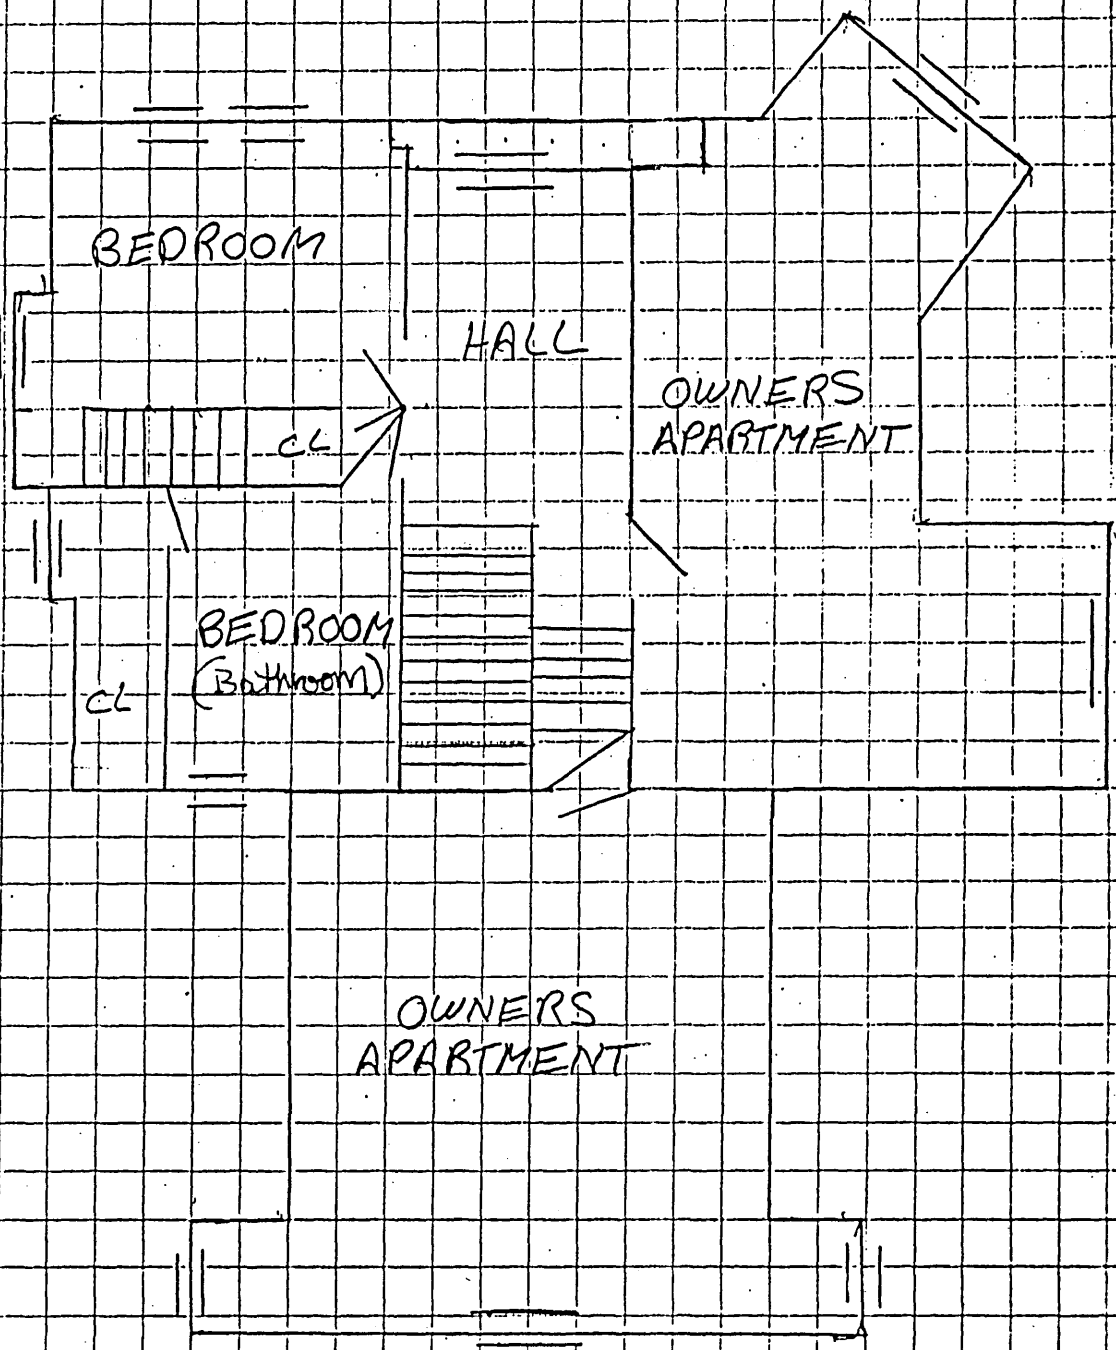 BEDROOM
HALL
OWNERS
APARTMENT
CL
BEDROOM
(Bathroom)
CL
OWNERS
APARTMENT